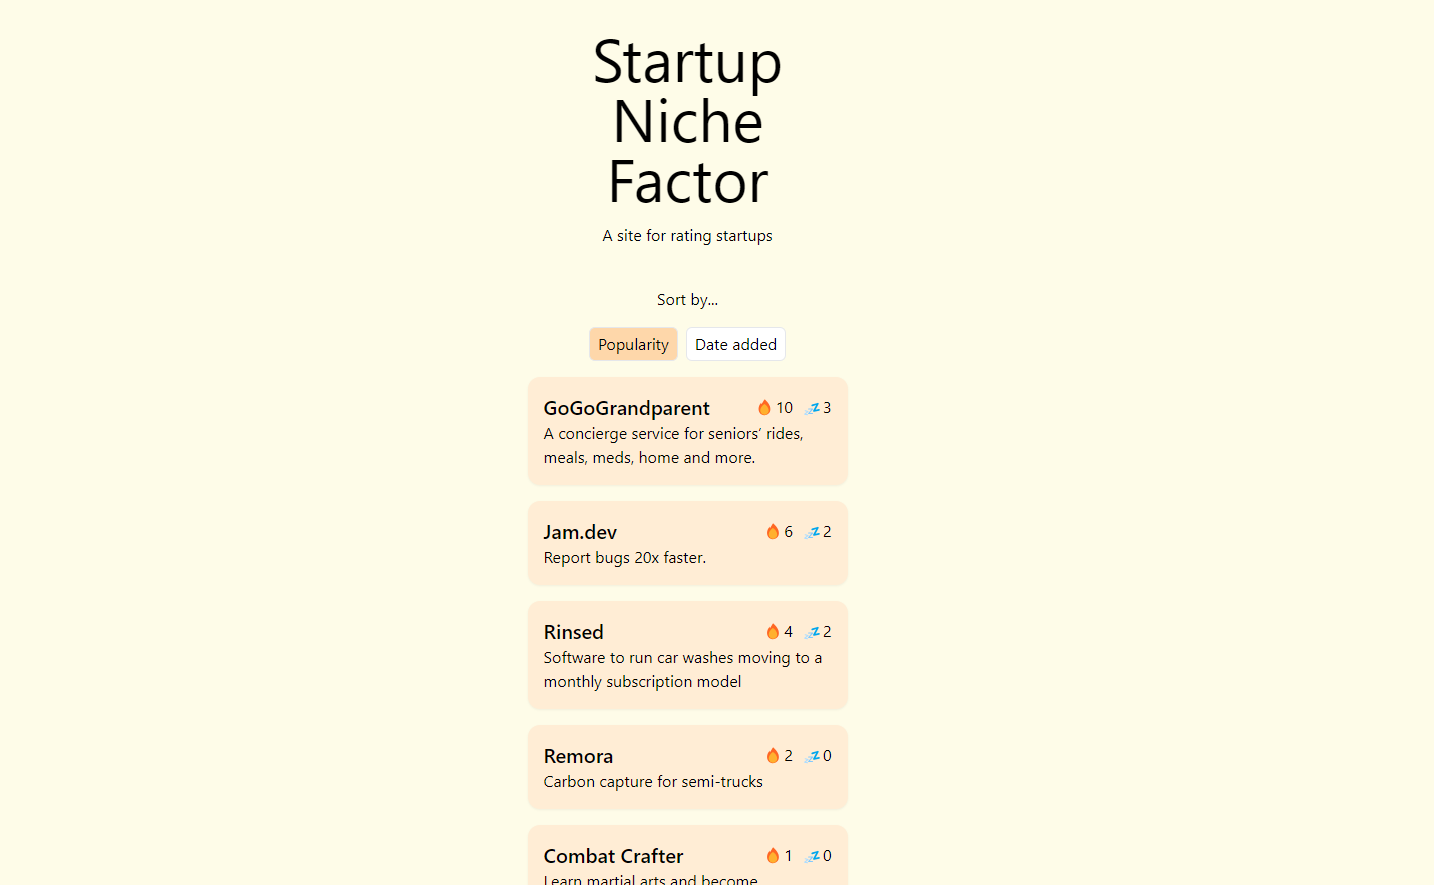 Startup
Niche
Factor
A site for rating startups
Sort by...
Popularity Date added
GoGoGrandparent 🔥 10 💤 3
A concierge service for seniors’ rides,
meals, meds, home and more.
Jam.dev 🔥 6 💤 2
Report bugs 20x faster.
Rinsed 🔥 4 💤 2
Software to run car washes moving to a
monthly subscription model
Remora 🔥 2 💤 0
Carbon capture for semi-trucks
Combat Crafter 🔥 1 💤 0
Learn martial arts and become